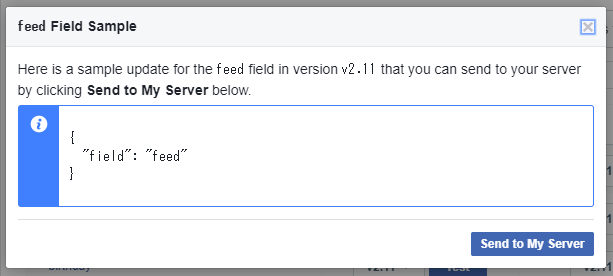 feed Field Sample
Here is a sample update for the feed field in version v2.11 that you can send to your server
by clicking Send to My Server below.
{
"field": "feed"
}
Send to My Server